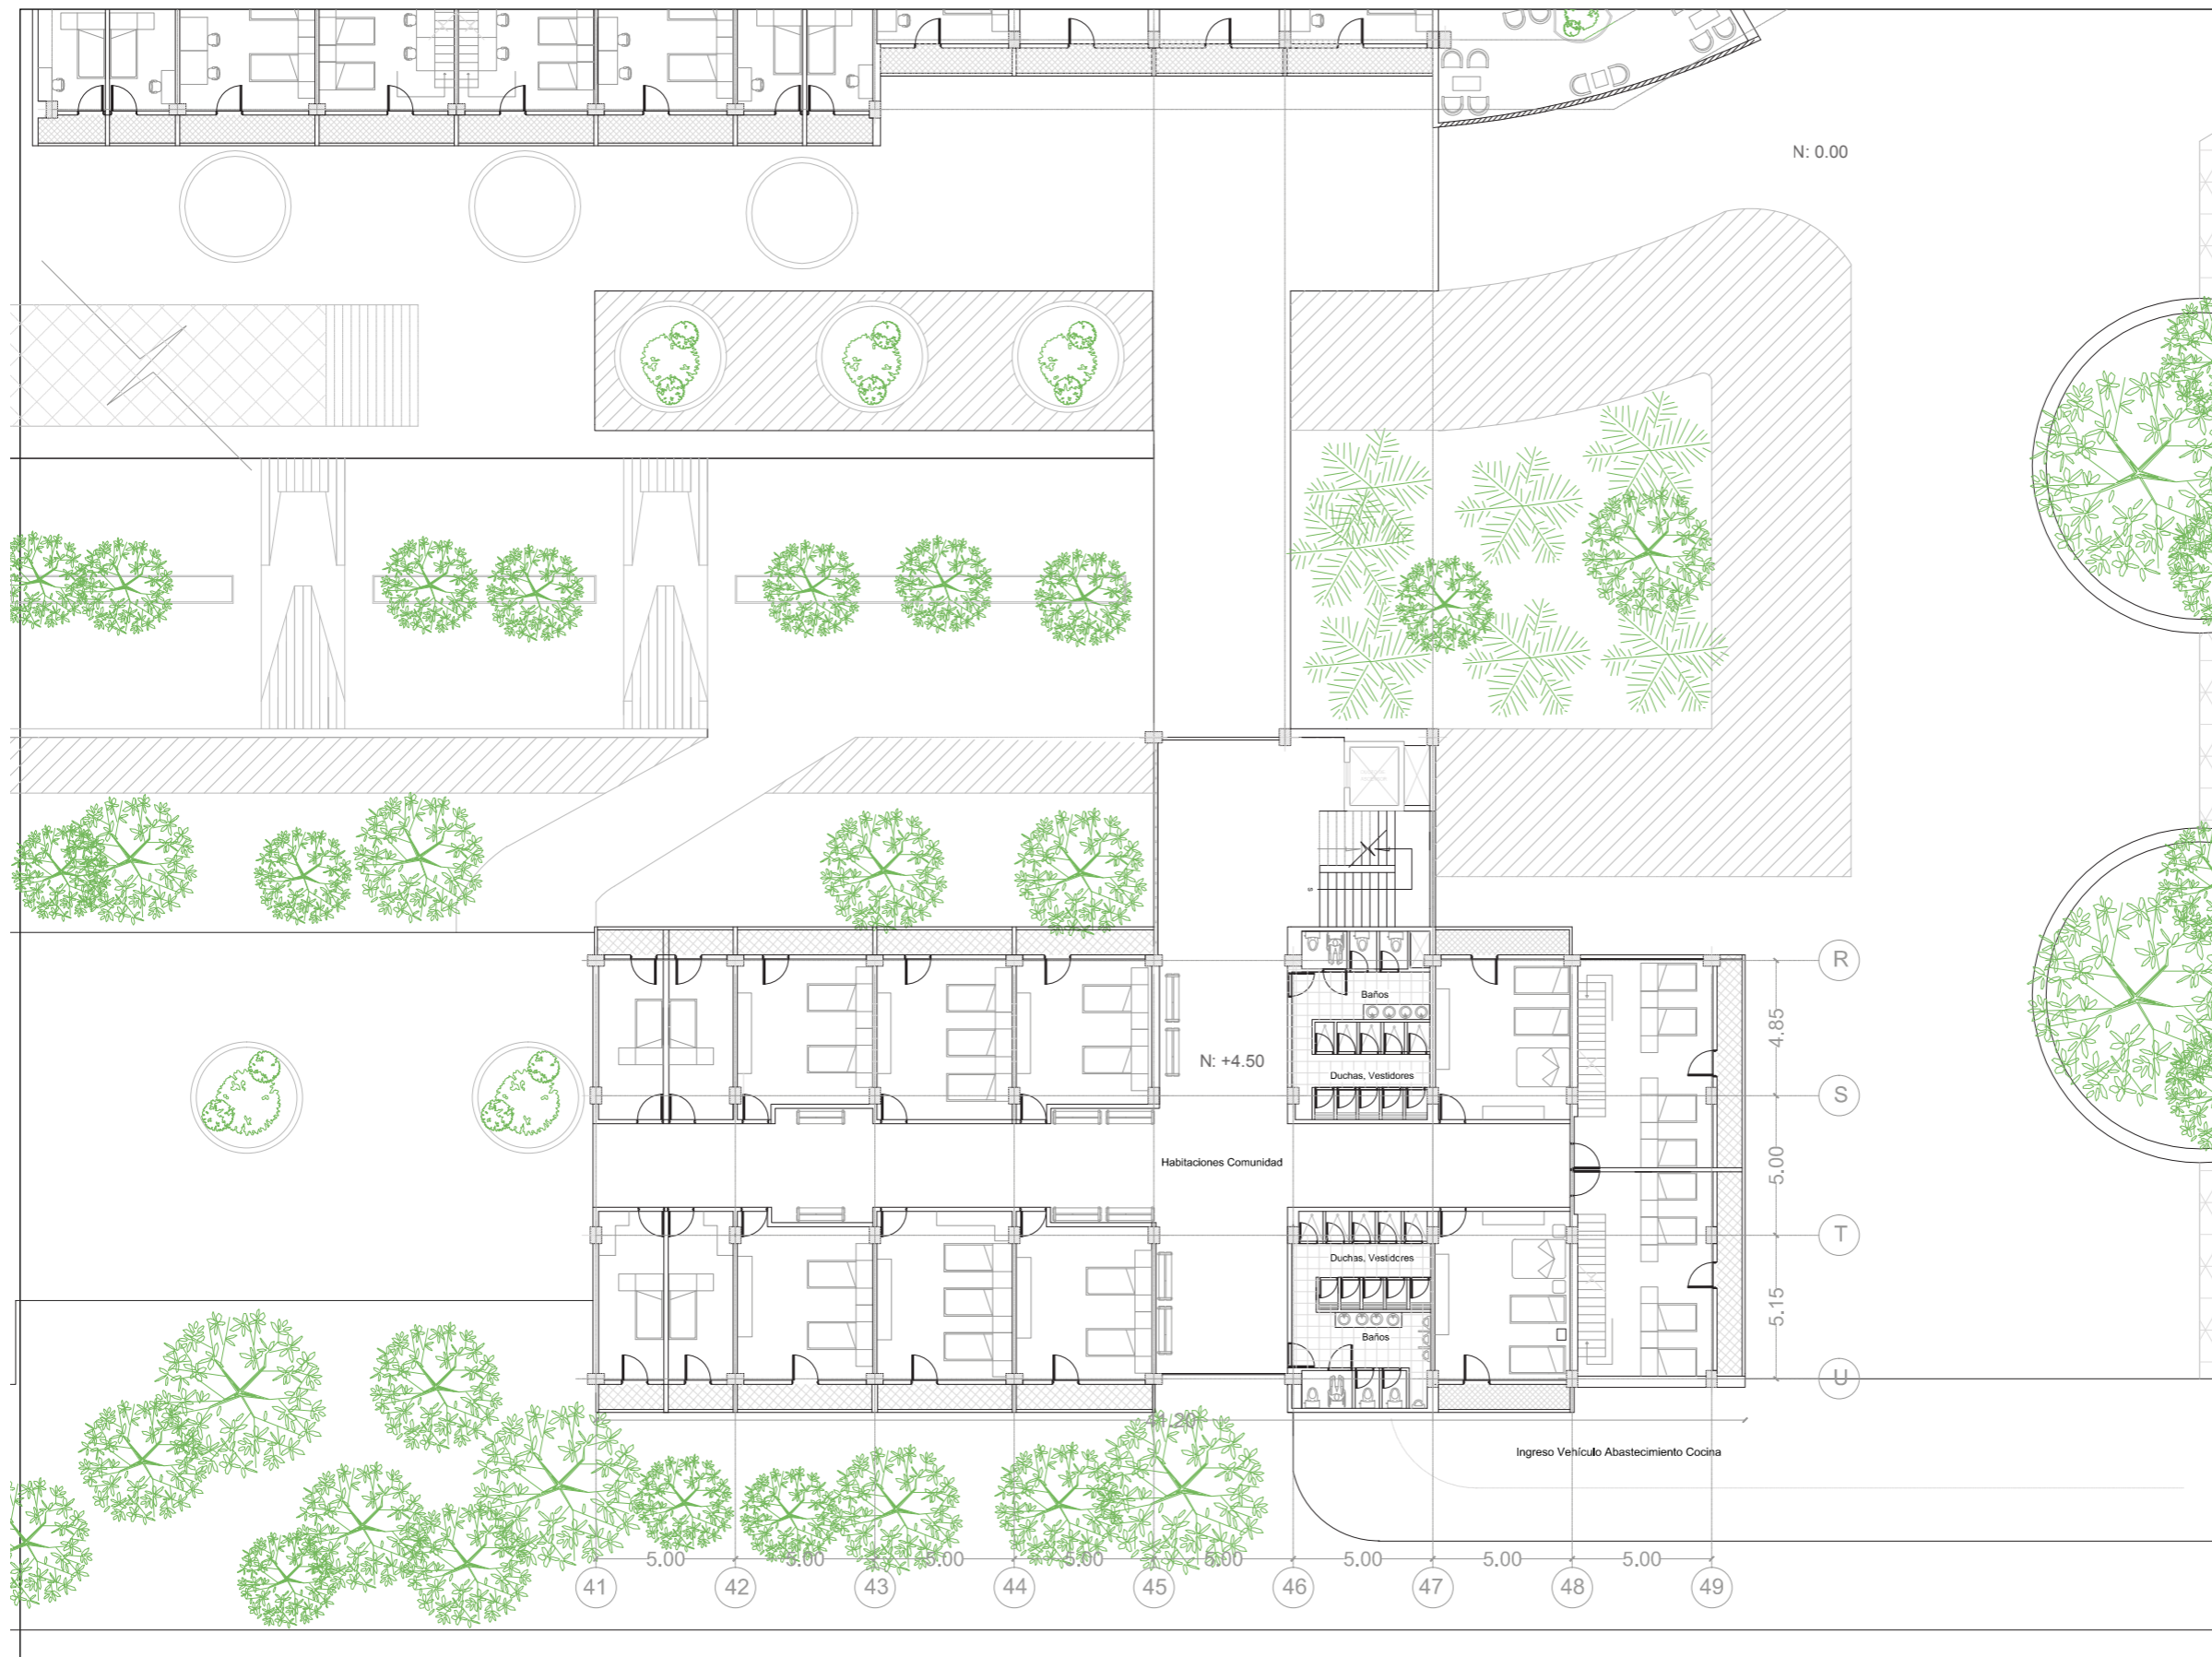 N: 0.00
R
Baños
4.85
N: +4.50
Duchas, Vestidores
S
Habitaciones Comunidad
5.00
T
Duchas, Vestidores
5.15
Baños
U
41.20
Ingreso Vehículo Abastecimiento Cocina
5.00 5.00 5.00 5.00 5.00 5.00 5.00 5.00
41 42 43 44 45 46 47 48 49